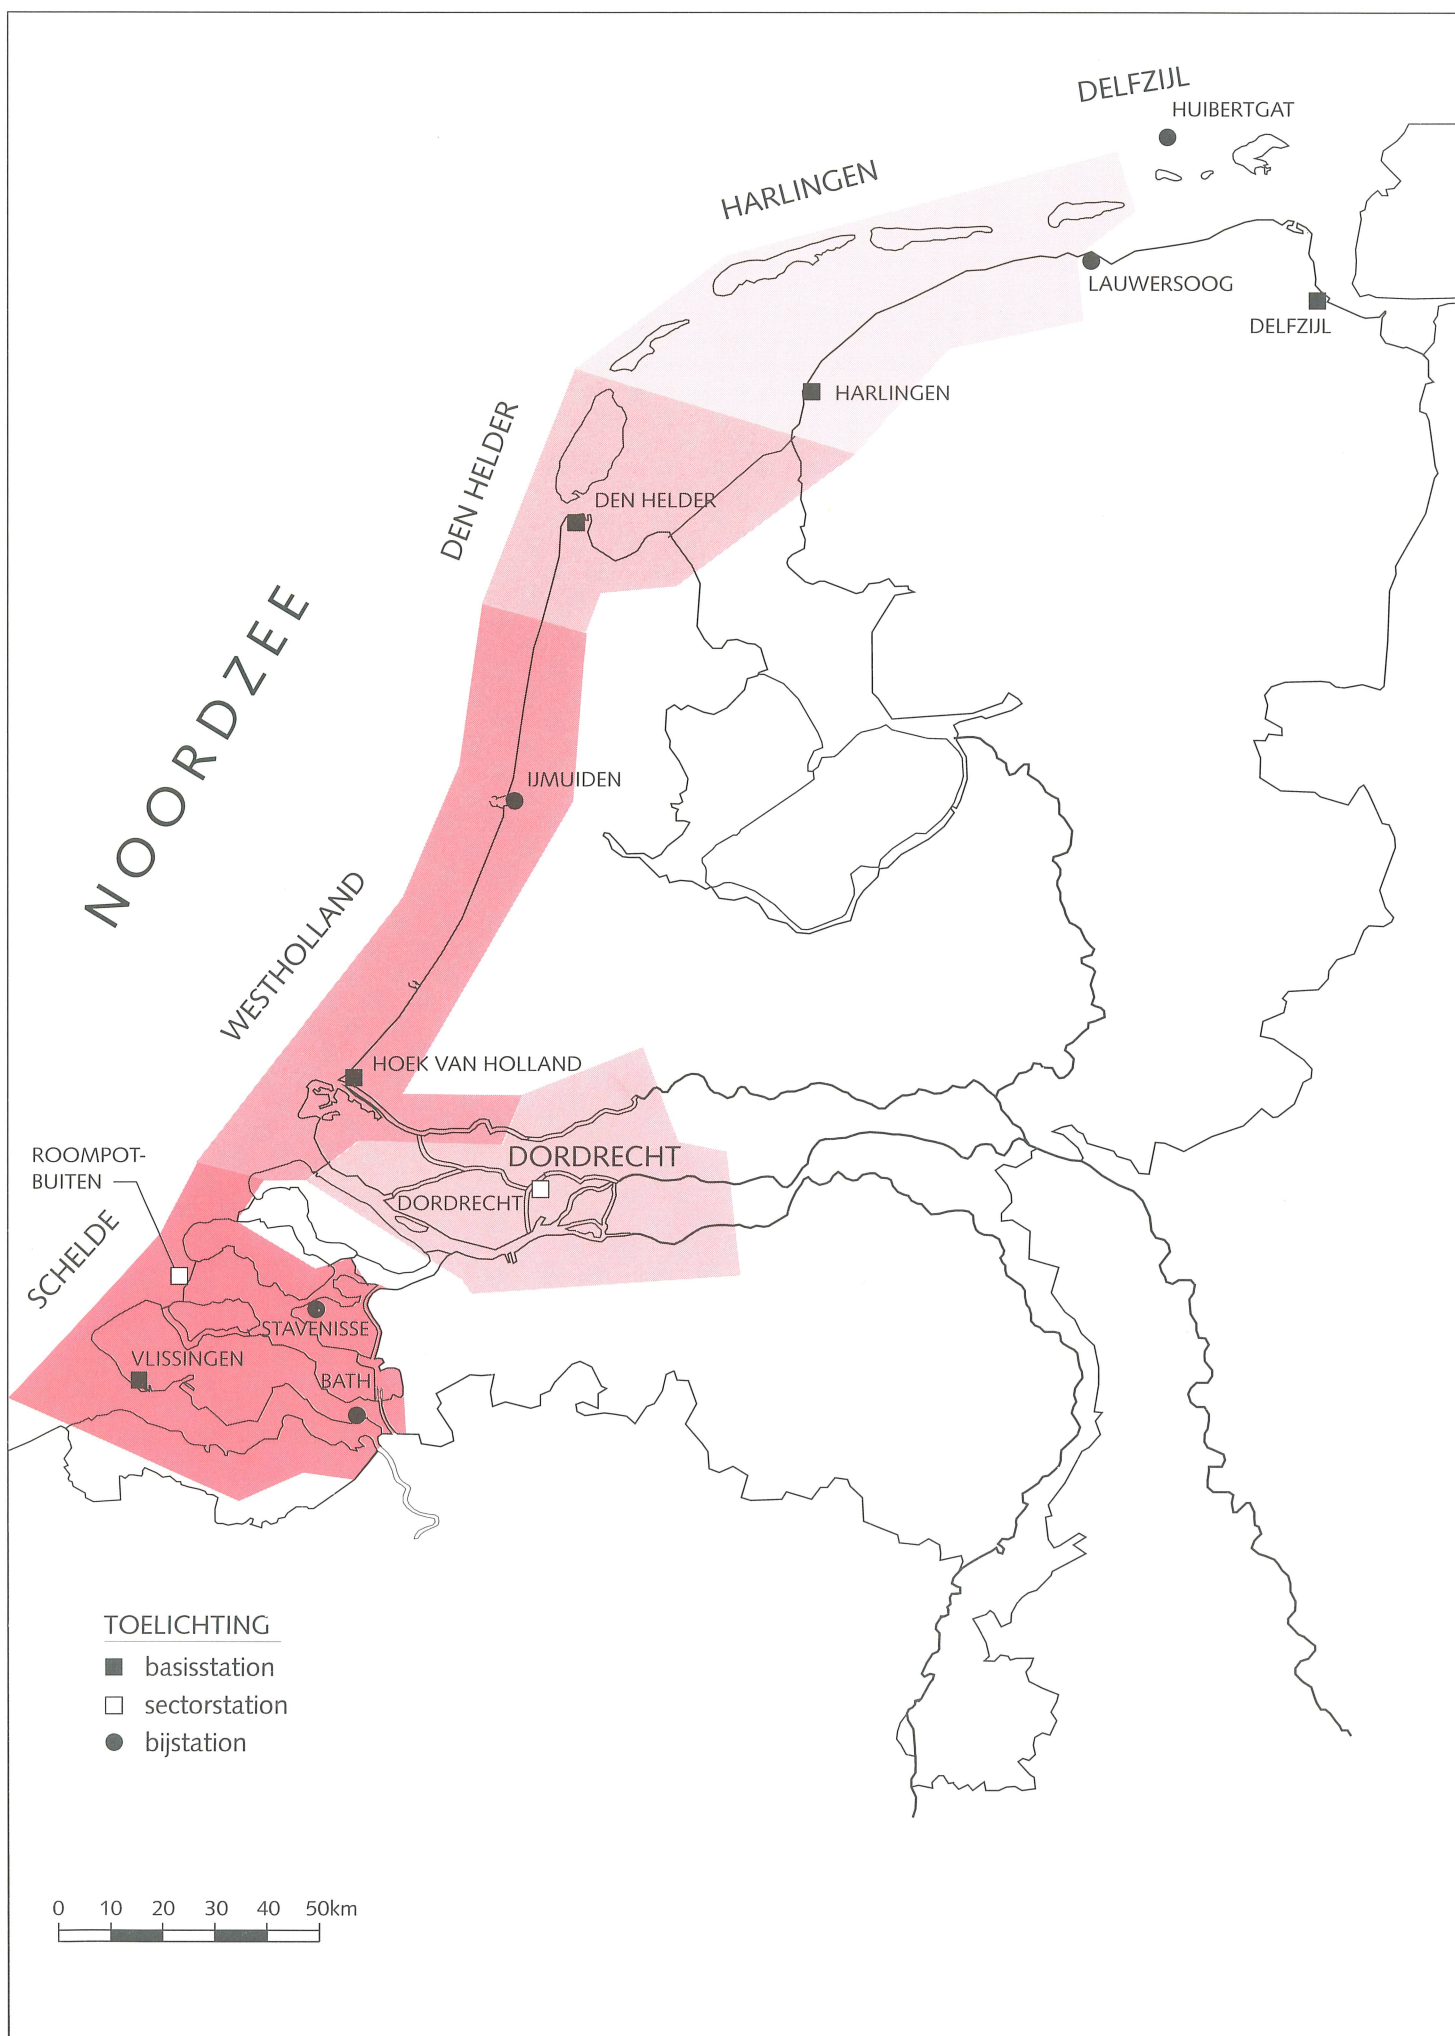 DELFZIJL
HUIBERTGAT
HARLINGEN
LAUWERSOOG
DELFZIJL
HARLINGEN
DEN HELDER
DEN HELDER
NOORDZEE
IJMUIDEN
WESTHOLLAND
HOEK VAN HOLLAND
ROOMPOT-
BUITEN
DORDRECHT
DORDRECHT
SCHELDE
STAVENISSE
VLISSINGEN
BATH
TOELICHTING
basisstation
sectorstation
bijstation
0 10 20 30 40 50km